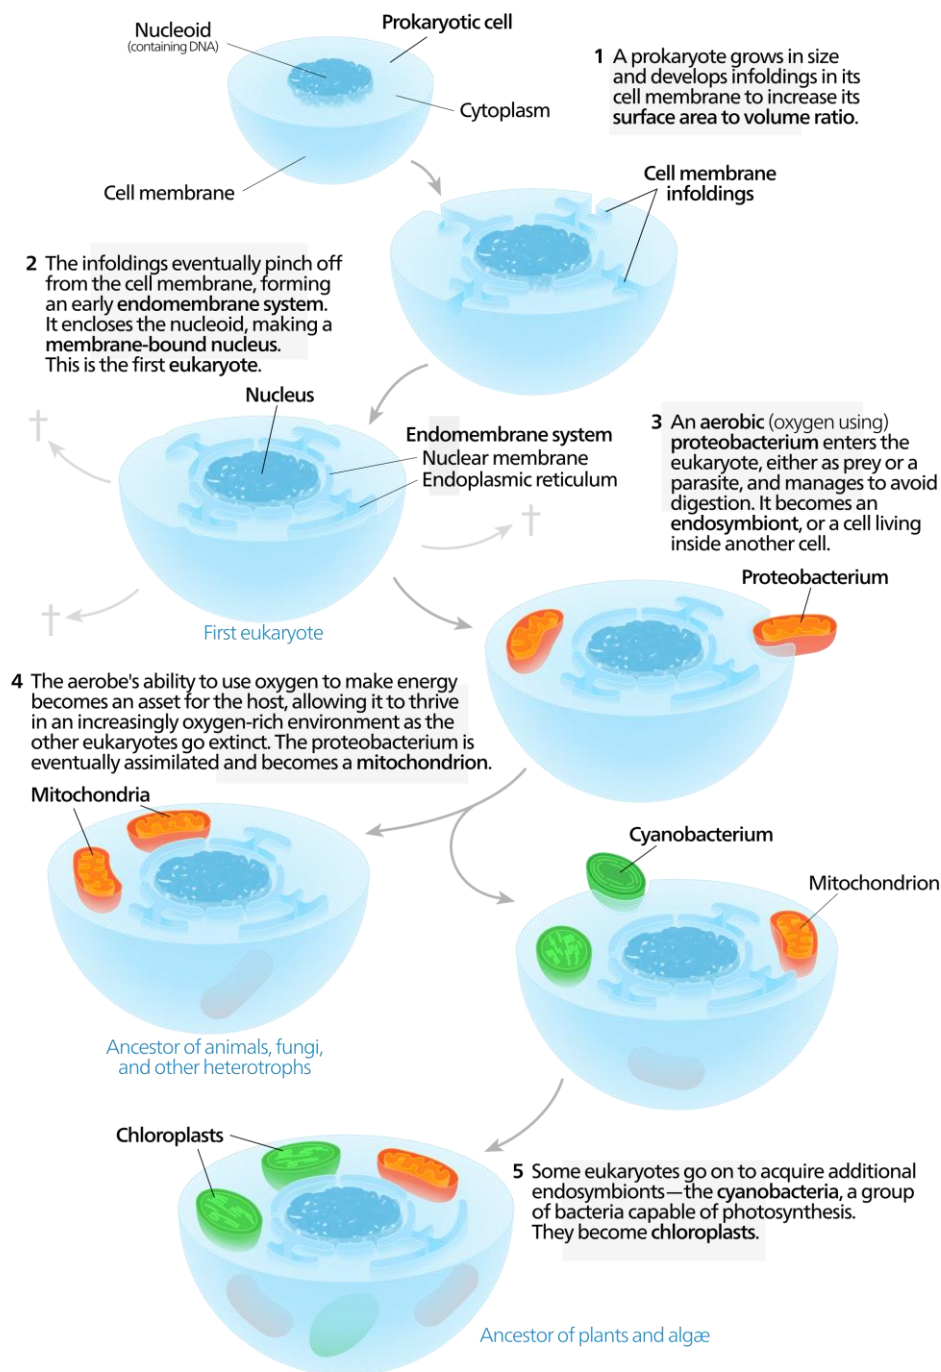 Nucleoid
(containing DNA)
Prokaryotic cell
Cytoplasm
Cell membrane
1 A prokaryote grows in size
and develops infoldings in its
cell membrane to increase its
surface area to volume ratio.
Cell membrane
infoldings
2 The infoldings eventually pinch off
from the cell membrane, forming
an early endomembrane system.
It encloses the nucleoid, making a
membrane-bound nucleus.
This is the first eukaryote.
Nucleus
Endomembrane system
Nuclear membrane
Endoplasmic reticulum
First eukaryote
3 An aerobic (oxygen using)
proteobacterium enters the
eukaryote, either as prey or a
parasite, and manages to avoid
digestion. It becomes an
endosymbiont, or a cell living
inside another cell.
Proteobacterium
4 The aerobe's ability to use oxygen to make energy
becomes an asset for the host, allowing it to thrive
in an increasingly oxygen-rich environment as the
other eukaryotes go extinct. The proteobacterium is
eventually assimilated and becomes a mitochondrion.
Mitochondria
Ancestor of animals, fungi,
and other heterotrophs
Cyanobacterium
Mitochondrion
Chloroplasts
5 Some eukaryotes go on to acquire additional
endosymbionts—the cyanobacteria, a group
of bacteria capable of photosynthesis.
They become chloroplasts.
Ancestor of plants and algæ